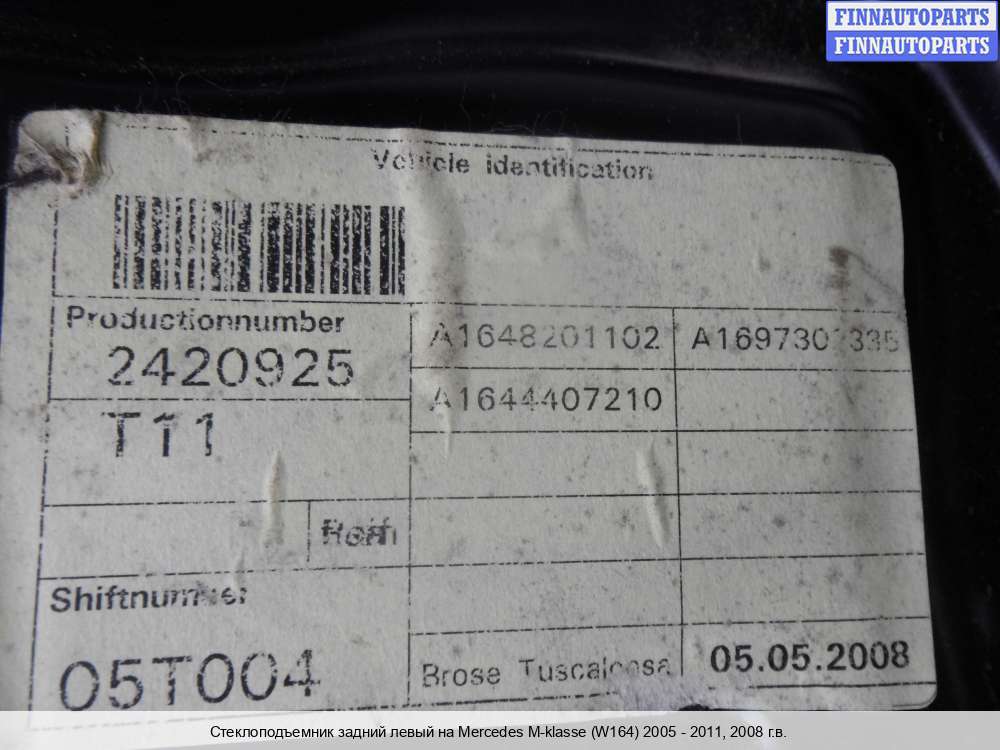 FINNAUTOPARTS
FINNAUTOPARTS
Vehicle identification
Productionnumber
2420925
A1648201102
T11
A1644407210
Shiftnummer
05T004
Brose Tuscaloosa
05.05.2008
Стеклоподъемник задний левый на Mercedes M-klasse (W164) 2005 - 2011, 2008 г.в.